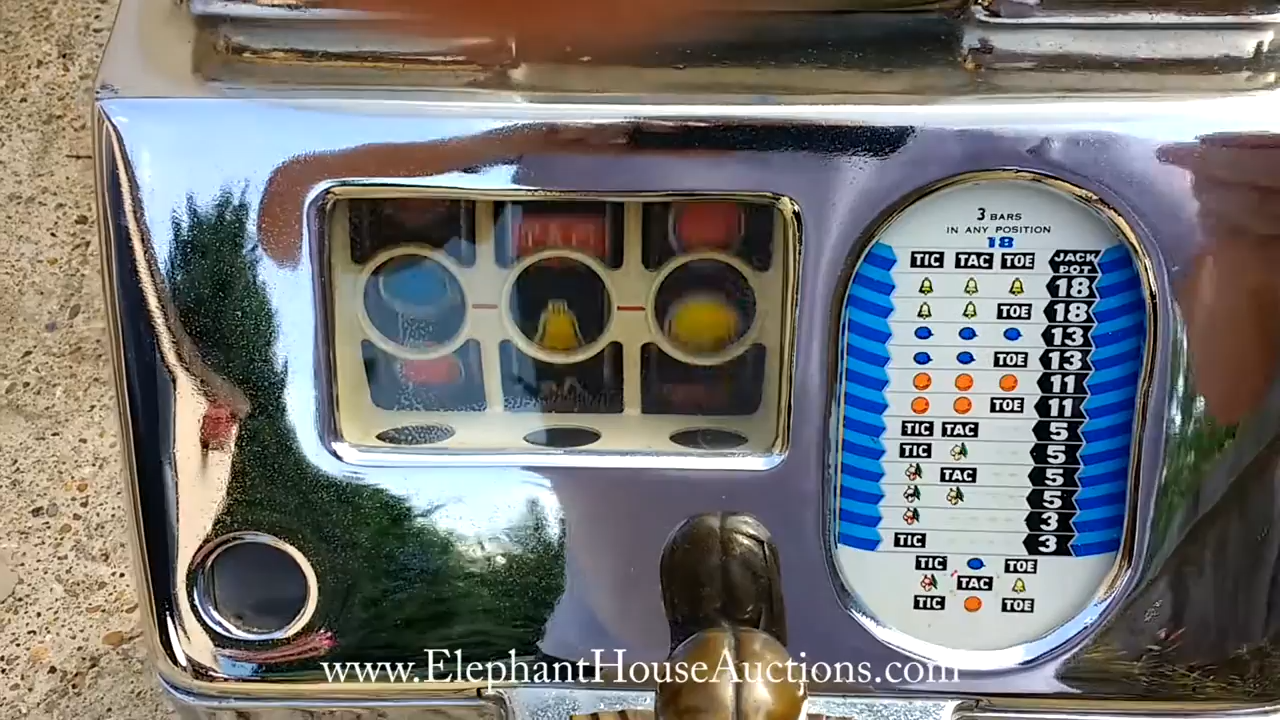 3 BARS
IN ANY POSITION
18
TIC TAC TOE JACK POT
18
TOE 18
13
TOE 13
11
TOE 11
TIC TAC 5
TIC 5
TAC 5
5
3
TIC 3
TIC TOE
TAC
TIC TOE
www.ElephantHouseAuctions.com